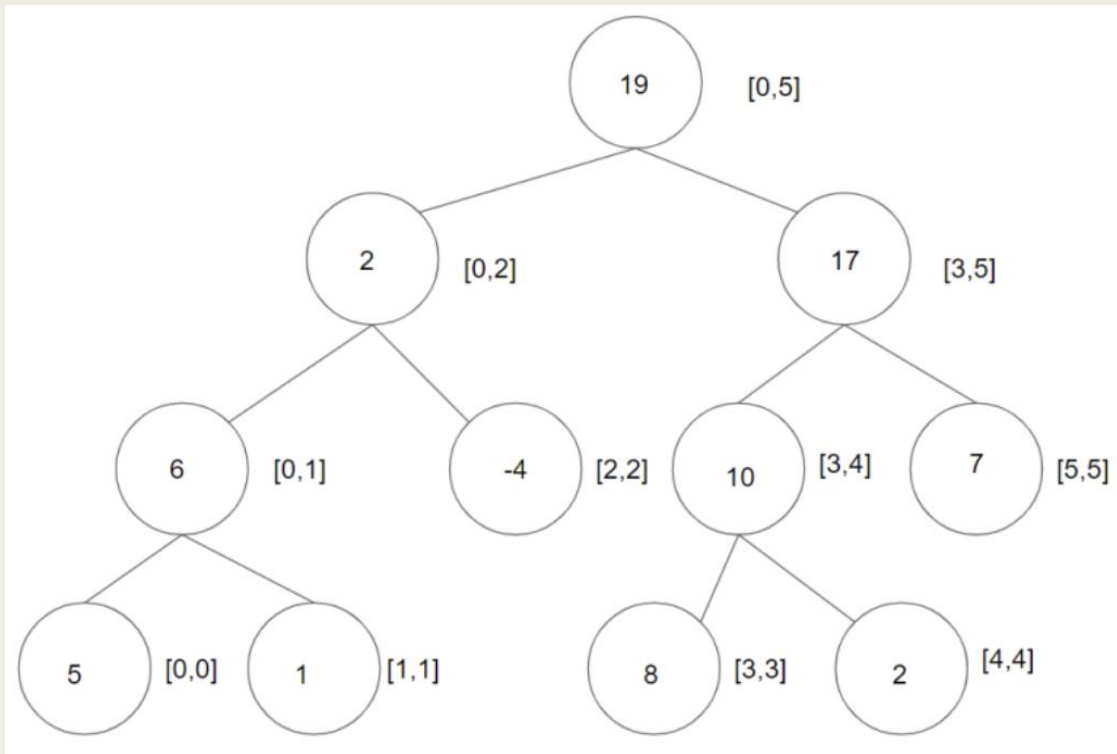 19 [0,5]
2 [0,2] 17 [3,5]
6 [0,1] -4 [2,2] 10 [3,4] 7 [5,5]
5 [0,0] 1 [1,1] 8 [3,3] 2 [4,4]